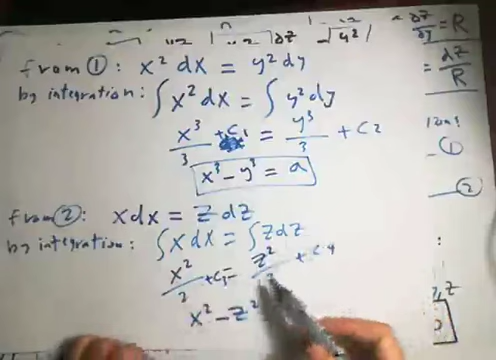 ∂z/∂y = R
= dz/R
from ①: x² dx = y² dy
by integration: ∫x² dx = ∫y² dy
x³/3 + c₁ = y³/3 + c₂
x³ - y³ = a
— ①
— ②
from ②: x dx = z dz
by integration: ∫x dx = ∫z dz
x²/2 + c₃ = z²/2 + c₄
x² - z²